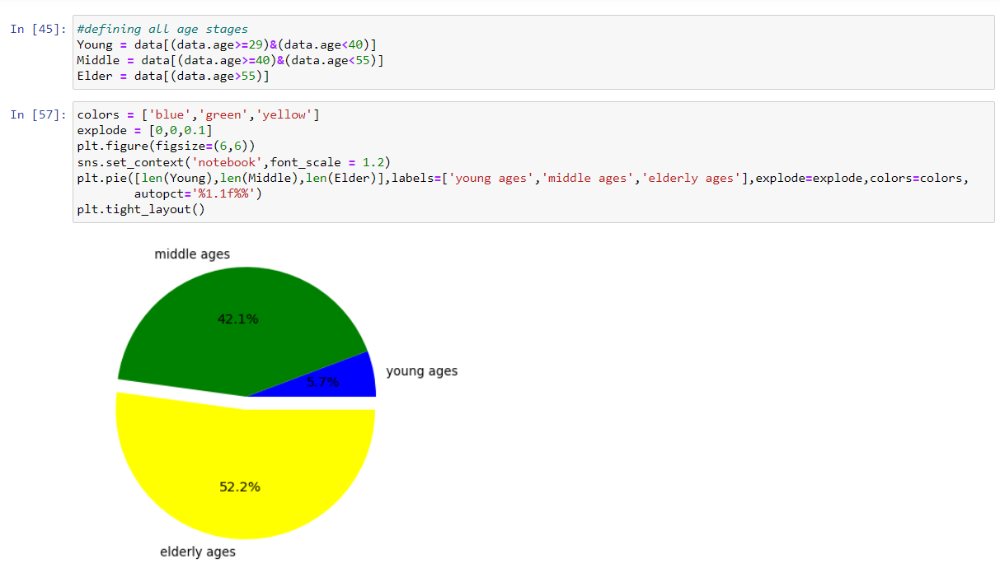 In [45]: #defining all age stages
Young = data[(data.age>=29)&(data.age<40)]
Middle = data[(data.age>=40)&(data.age<55)]
Elder = data[(data.age>55)]
In [57]: colors = ['blue','green','yellow']
explode = [0,0,0.1]
plt.figure(figsize=(6,6))
sns.set_context('notebook',font_scale = 1.2)
plt.pie([len(Young),len(Middle),len(Elder)],labels=['young ages','middle ages','elderly ages'],explode=explode,colors=colors,
autopct='%1.1f%%')
plt.tight_layout()
middle ages
42.1%
young ages
5.7%
52.2%
elderly ages